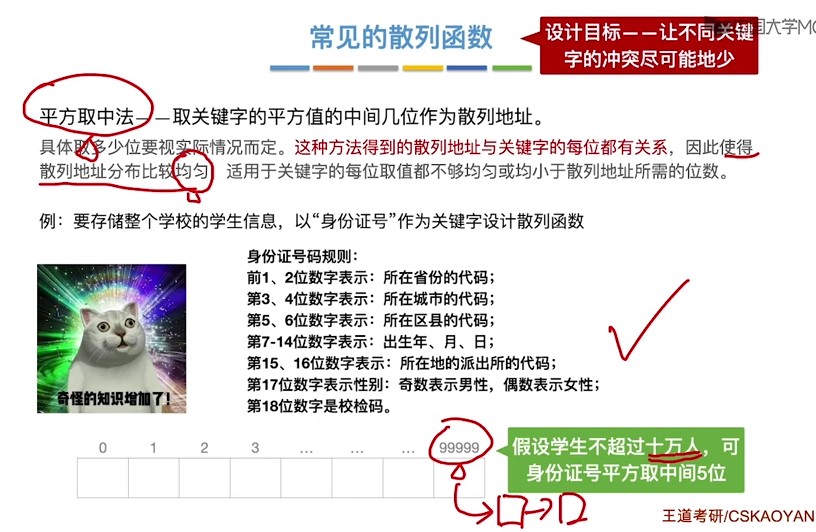 常见的散列函数
设计目标——让不同关键
字的冲突尽可能地少
平方取中法——取关键字的平方值的中间几位作为散列地址。
具体取多少位要视实际情况而定。这种方法得到的散列地址与关键字的每位都有关系，因此使得
散列地址分布比较均匀，适用于关键字的每位取值都不够均匀或均小于散列地址所需的位数。
例：要存储整个学校的学生信息，以“身份证号”作为关键字设计散列函数
身份证号码规则：
前1、2位数字表示：所在省份的代码；
第3、4位数字表示：所在城市的代码；
第5、6位数字表示：所在区县的代码；
第7-14位数字表示：出生年、月、日；
第15、16位数字表示：所在地的派出所的代码；
第17位数字表示性别：奇数表示男性，偶数表示女性；
第18位数字是校检码。
奇怪的知识增加了！
0 1 2 3 … … … 99999
假设学生不超过十万人，可
身份证号平方取中间5位
王道考研/CSKAOYAN
国大学MO